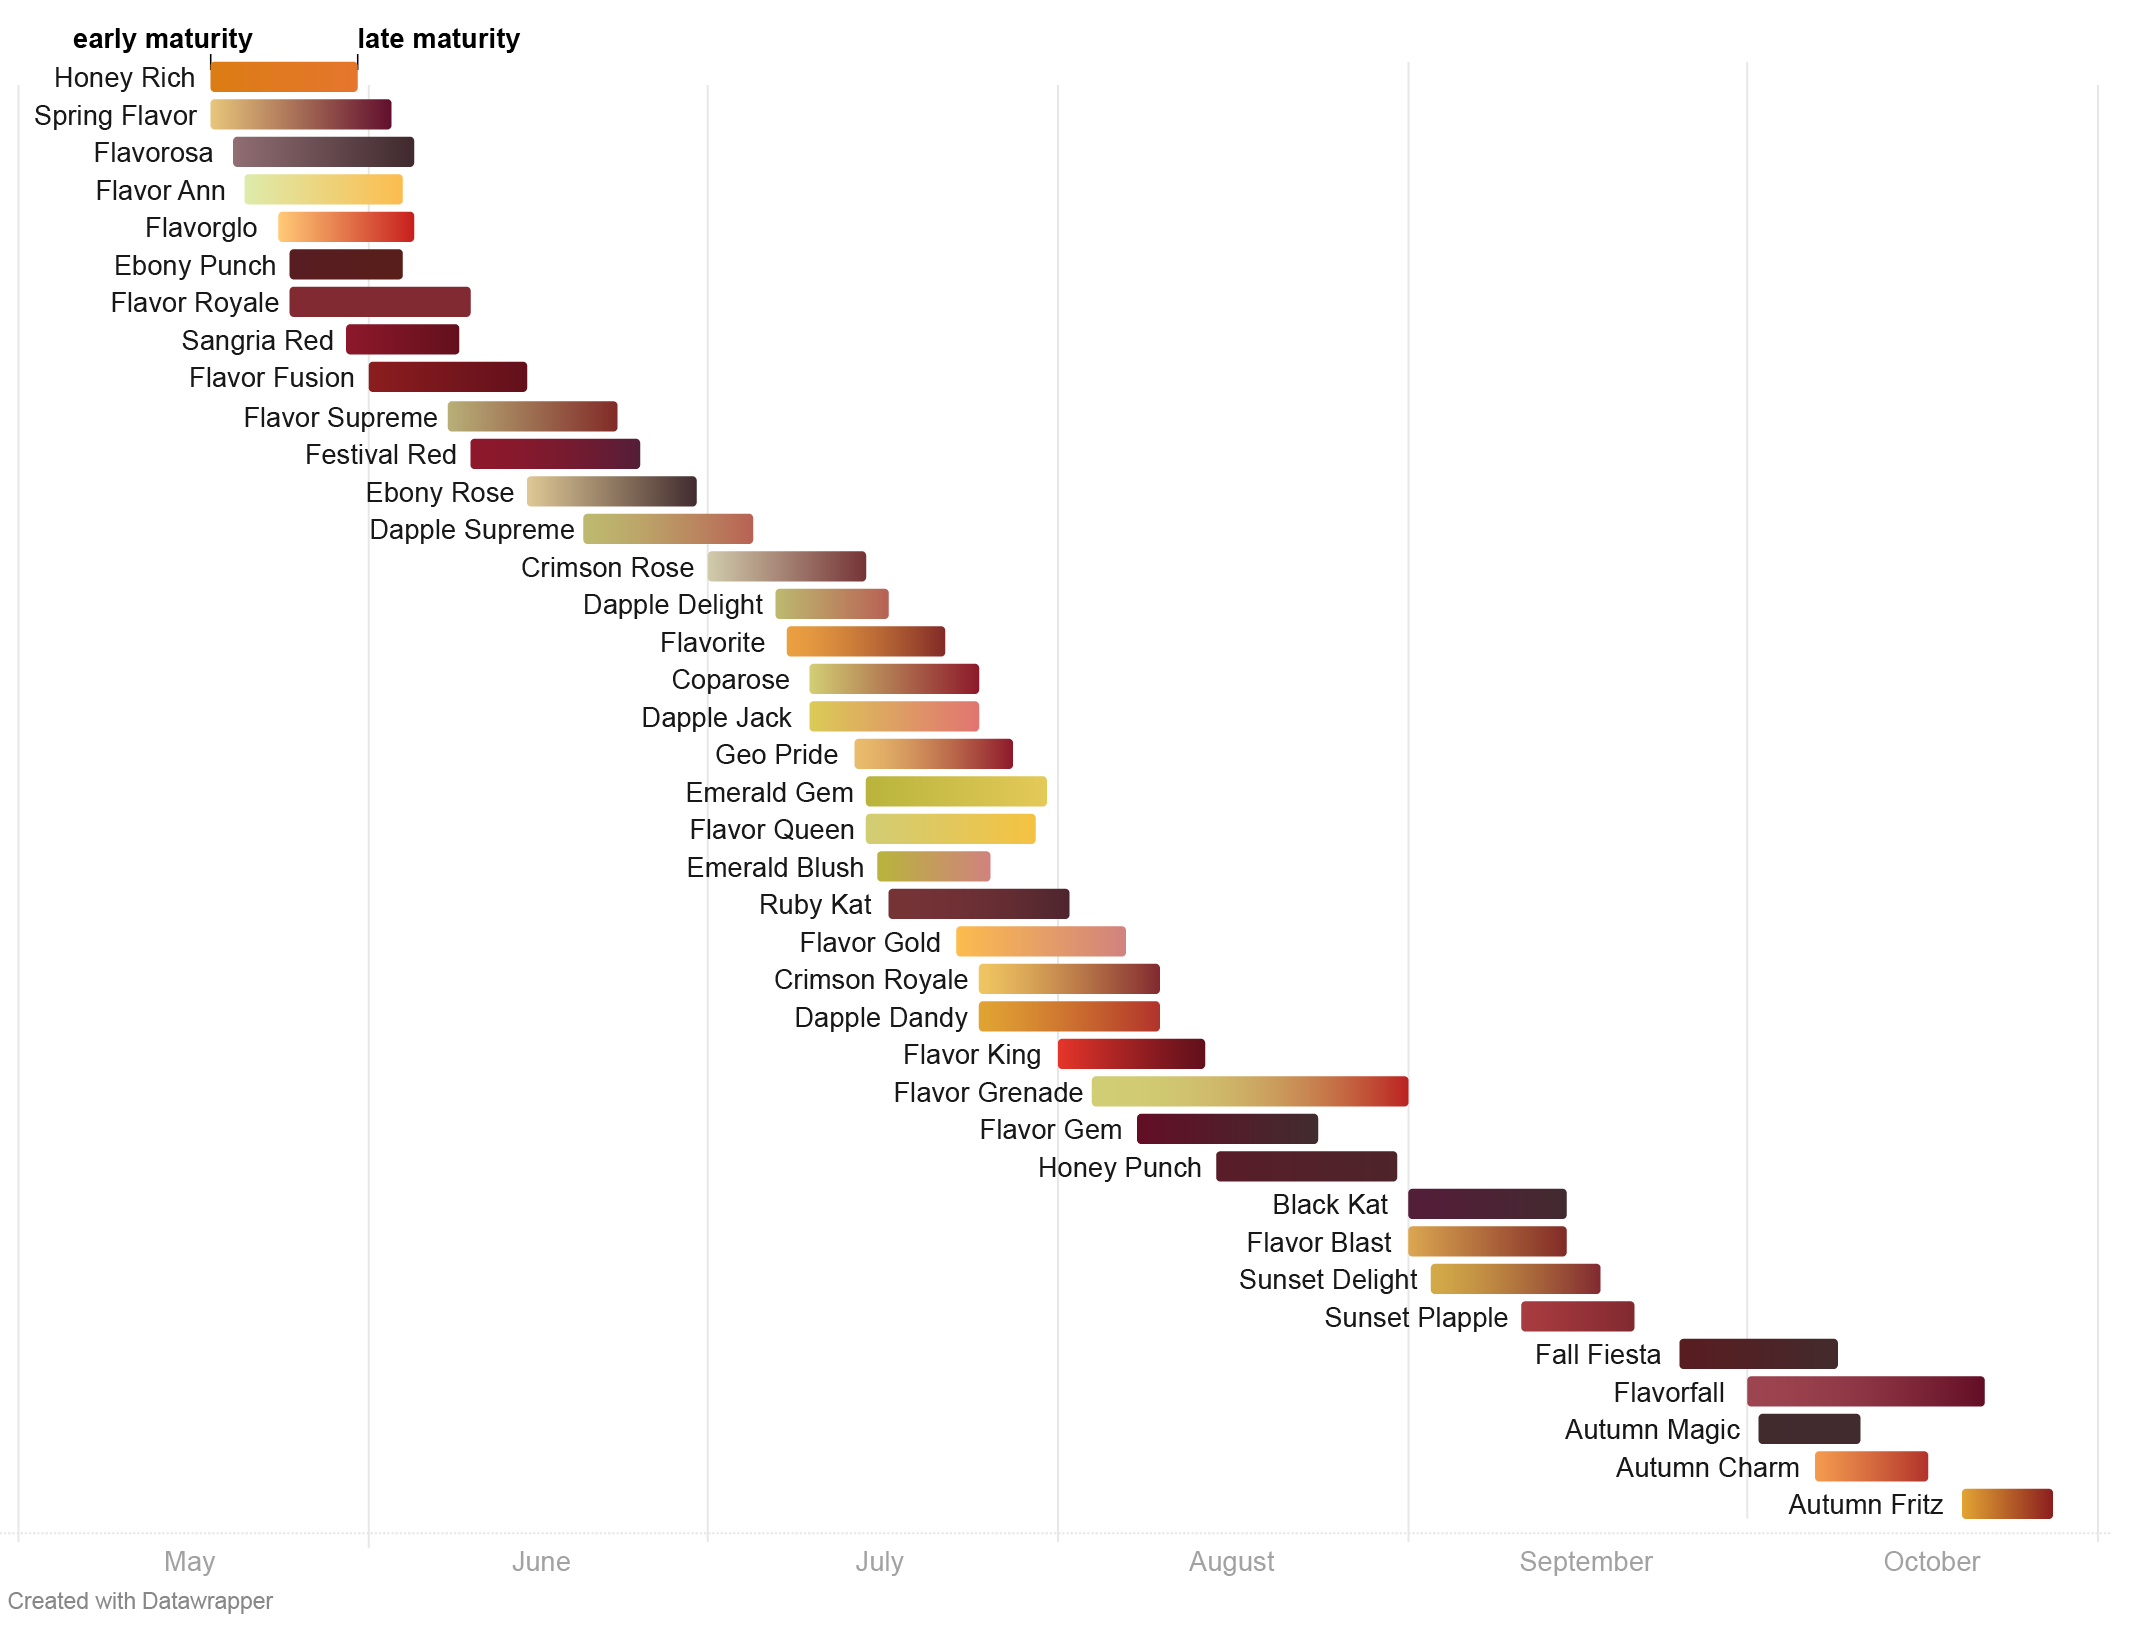 early maturity late maturity
Honey Rich
Spring Flavor
Flavorosa
Flavor Ann
Flavorglo
Ebony Punch
Flavor Royale
Sangria Red
Flavor Fusion
Flavor Supreme
Festival Red
Ebony Rose
Dapple Supreme
Crimson Rose
Dapple Delight
Flavorite
Coparose
Dapple Jack
Geo Pride
Emerald Gem
Flavor Queen
Emerald Blush
Ruby Kat
Flavor Gold
Crimson Royale
Dapple Dandy
Flavor King
Flavor Grenade
Flavor Gem
Honey Punch
Black Kat
Flavor Blast
Sunset Delight
Sunset Plapple
Fall Fiesta
Flavorfall
Autumn Magic
Autumn Charm
Autumn Fritz
May June July August September October
Created with Datawrapper